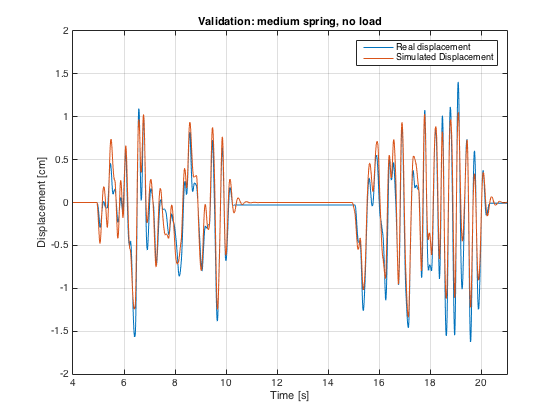 Validation: medium spring, no load
Real displacement
Simulated Displacement
2
1.5
1
0.5
0
-0.5
-1
-1.5
-2
Displacement [cm]
4 6 8 10 12 14 16 18 20
Time [s]